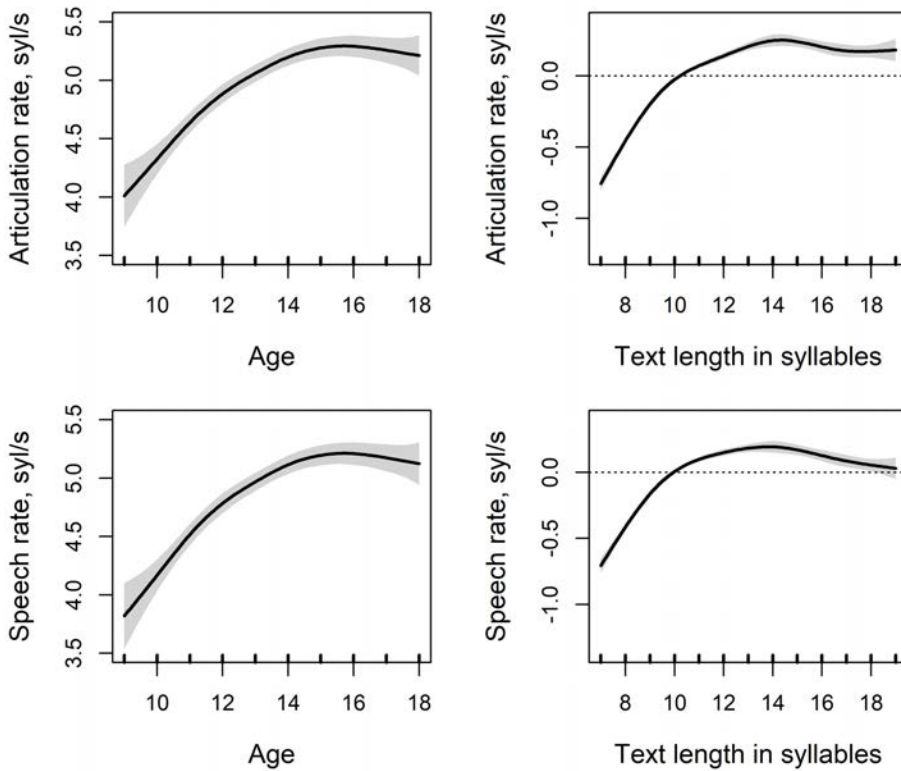 Articulation rate, syl/s
5.5
5.0
4.5
4.0
3.5
10 12 14 16 18
Age
Articulation rate, syl/s
0.0
-0.5
-1.0
8 10 12 14 16 18
Text length in syllables
Speech rate, syl/s
5.5
5.0
4.5
4.0
3.5
10 12 14 16 18
Age
Speech rate, syl/s
0.0
-0.5
-1.0
8 10 12 14 16 18
Text length in syllables